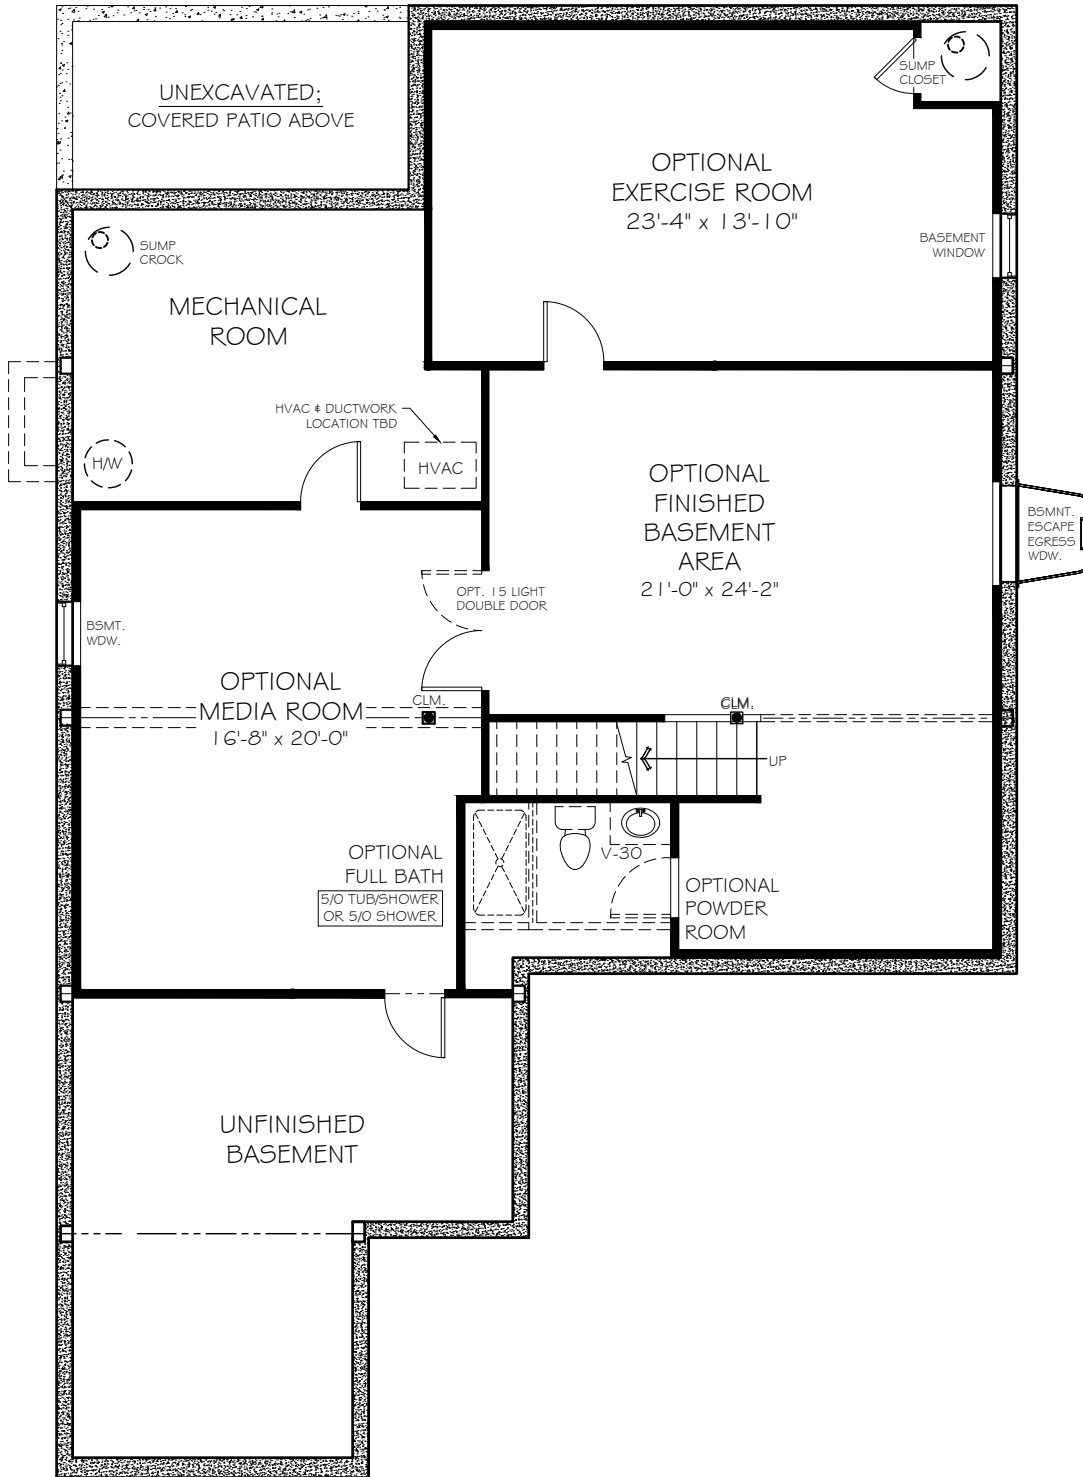 UNEXCAVATED;
COVERED PATIO ABOVE
SUMP
CLOSET
OPTIONAL
EXERCISE ROOM
23'-4" x 13'-10"
BASEMENT
WINDOW
SUMP
CROCK
MECHANICAL
ROOM
HVAC & DUCTWORK
LOCATION TBD
H/W
HVAC
OPTIONAL
FINISHED
BASEMENT
AREA
21'-0" x 24'-2"
BSMNT.
ESCAPE
EGRESS
WDW.
OPT. 15 LIGHT
DOUBLE DOOR
BSMT.
WDW.
OPTIONAL
MEDIA ROOM
16'-8" x 20'-0"
CLM.
CLM.
UP
OPTIONAL
FULL BATH
5/0 TUB/SHOWER
OR 5/0 SHOWER
V-30
OPTIONAL
POWDER
ROOM
UNFINISHED
BASEMENT